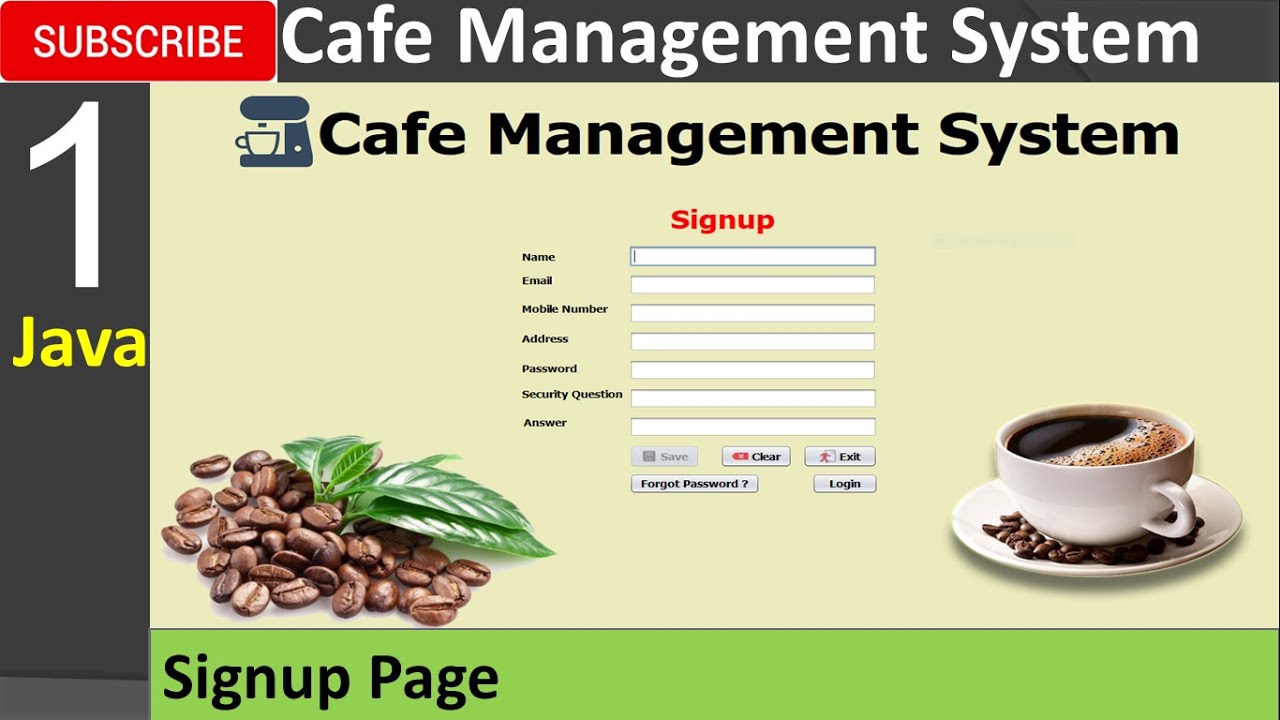 SUBSCRIBE
Cafe Management System
1
Java
Cafe Management System
Signup
Name
Email
Mobile Number
Address
Password
Security Question
Answer
Save
Clear
Exit
Forgot Password ?
Login
Signup Page